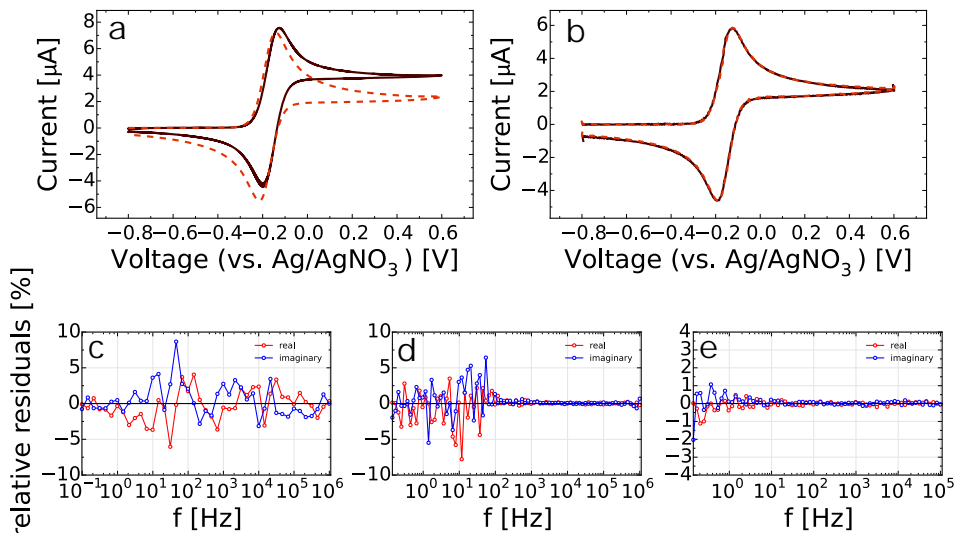 a
b
8
6
4
2
0
−2
−4
−6
Current [μA]
6
4
2
0
−2
−4
Current [μA]
−0.8 −0.6 −0.4 −0.2 0.0 0.2 0.4 0.6
−0.8 −0.6 −0.4 −0.2 0.0 0.2 0.4 0.6
Voltage (vs. Ag/AgNO₃) [V]
Voltage (vs. Ag/AgNO₃) [V]
relative residuals [%]
c
real
imaginary
10
5
0
−5
−10
d
real
imaginary
10
5
0
−5
−10
e
real
imaginary
4
3
2
1
0
−1
−2
−3
−4
10⁻¹ 10⁰ 10¹ 10² 10³ 10⁴ 10⁵ 10⁶
10⁰ 10¹ 10² 10³ 10⁴ 10⁵ 10⁶
10⁰ 10¹ 10² 10³ 10⁴ 10⁵
f [Hz]
f [Hz]
f [Hz]